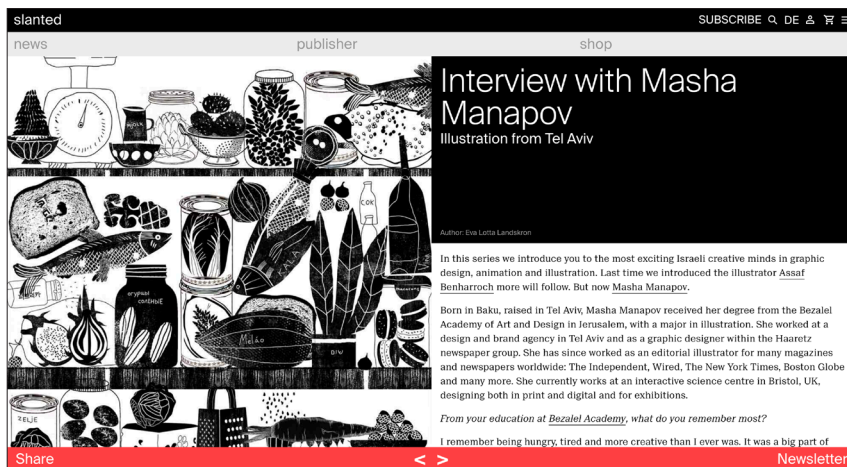 slanted
SUBSCRIBE DE
news publisher shop
Interview with Masha
Manapov
Illustration from Tel Aviv
Author: Eva Lotta Landskron
In this series we introduce you to the most exciting Israeli creative minds in graphic
design, animation and illustration. Last time we introduced the illustrator Assaf
Benharroch more will follow. But now Masha Manapov.
Born in Baku, raised in Tel Aviv, Masha Manapov received her degree from the Bezalel
Academy of Art and Design in Jerusalem, with a major in illustration. She worked at a
design and brand agency in Tel Aviv and as a graphic designer within the Haaretz
newspaper group. She has since worked as an editorial illustrator for many magazines
and newspapers worldwide: The Independent, Wired, The New York Times, Boston Globe
and many more. She currently works at an interactive science centre in Bristol, UK,
designing both in print and digital and for exhibitions.
From your education at Bezalel Academy, what do you remember most?
I remember being hungry, tired and more creative than I ever was. It was a big part of
огурцы
солёные
ZELJE
Share < > Newsletter